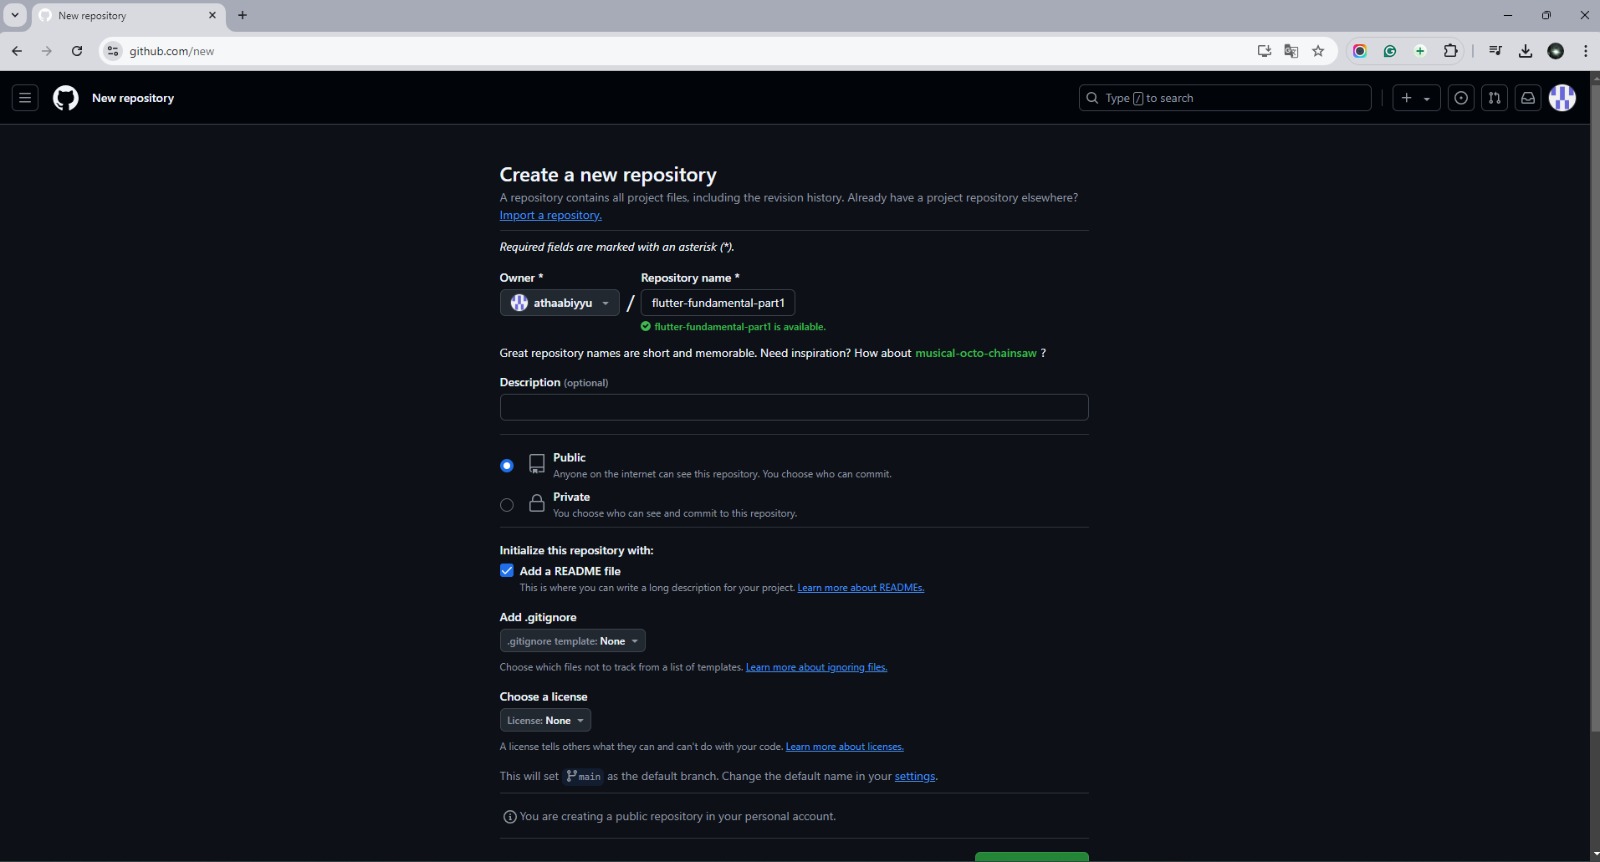 New repository
github.com/new
New repository
Type / to search
Create a new repository
A repository contains all project files, including the revision history. Already have a project repository elsewhere?
Import a repository.
Required fields are marked with an asterisk (*).
Owner * Repository name *
athaabiyyu / flutter-fundamental-part1
flutter-fundamental-part1 is available.
Great repository names are short and memorable. Need inspiration? How about musical-octo-chainsaw ?
Description (optional)
Public
Anyone on the internet can see this repository. You choose who can commit.
Private
You choose who can see and commit to this repository.
Initialize this repository with:
Add a README file
This is where you can write a long description for your project. Learn more about READMEs.
Add .gitignore
.gitignore template: None
Choose which files not to track from a list of templates. Learn more about ignoring files.
Choose a license
License: None
A license tells others what they can and can't do with your code. Learn more about licenses.
This will set main as the default branch. Change the default name in your settings.
You are creating a public repository in your personal account.